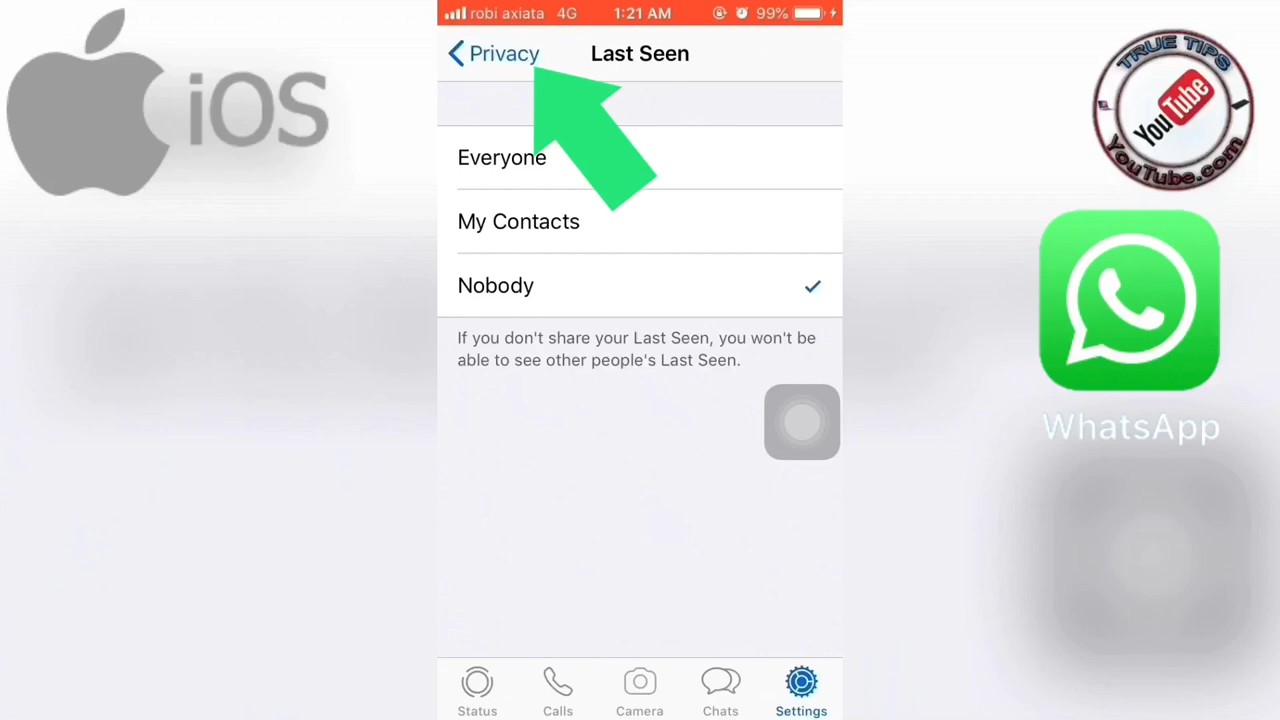 iOS
robi axiata 4G 1:21 AM 99%
Privacy Last Seen
Everyone
My Contacts
Nobody
If you don't share your Last Seen, you won't be
able to see other people's Last Seen.
Status Calls Camera Chats Settings
TRUE TIPS
YouTube
YouTube.com
WhatsApp